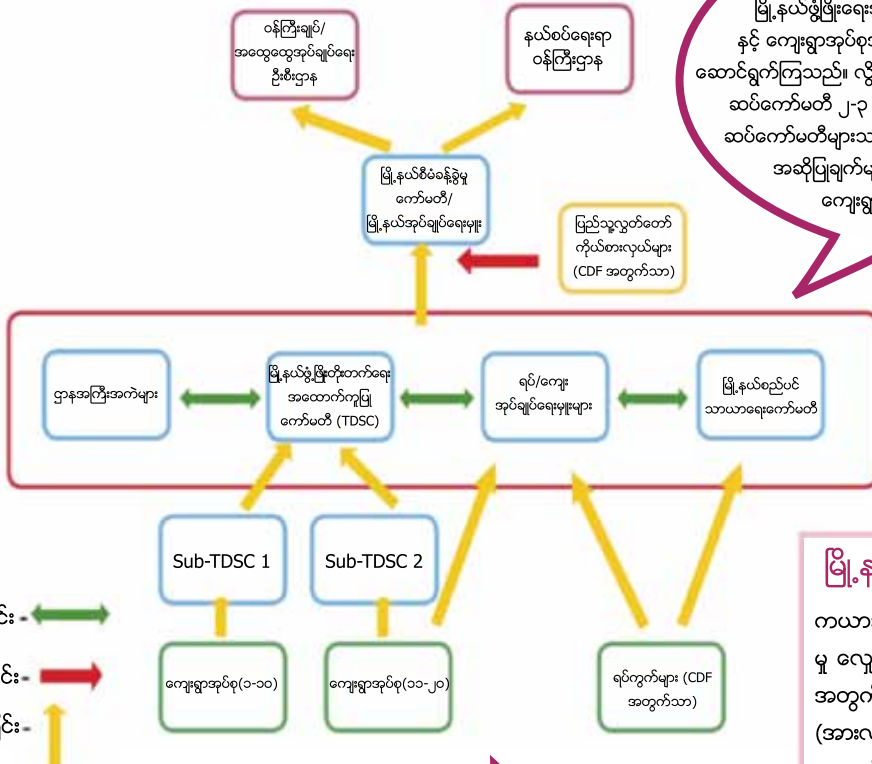 မြို့နယ်ဖွံ့ဖြိုးရေး
နှင့် ကျေးရွာအုပ်စု
ဆောင်ရွက်ကြသည်။
ဆပ်ကော်မတီ ၂-၃
ဆပ်ကော်မတီများ
အဆိုပြုချက်
ကျေးရွာ
ဝန်ကြီးချုပ်/
အထွေထွေအုပ်ချုပ်ရေး
ဦးစီးဌာန
နယ်စပ်ရေးရာ
ဝန်ကြီးဌာန
မြို့နယ်စီမံခန့်ခွဲမှု
ကော်မတီ/
မြို့နယ်အုပ်ချုပ်ရေးမှူး
ပြည်သူ့လွှတ်တော်
ကိုယ်စားလှယ်များ
(CDF အတွက်သာ)
ဌာနအကြီးအကဲများ
မြို့နယ်ဖွံ့ဖြိုးတိုးတက်ရေး
အထောက်ကူပြု
ကော်မတီ (TDSC)
ရပ်/ကျေး
အုပ်ချုပ်ရေးမှူးများ
မြို့နယ်စည်ပင်
သာယာရေးကော်မတီ
Sub-TDSC 1
Sub-TDSC 2
ကျေးရွာအုပ်စု(၁-၁၀)
ကျေးရွာအုပ်စု(၁၁-၂၀)
ရပ်ကွက်များ (CDF
အတွက်သာ)
မြို့န
ကယား
မှု လှူ
အတွက်